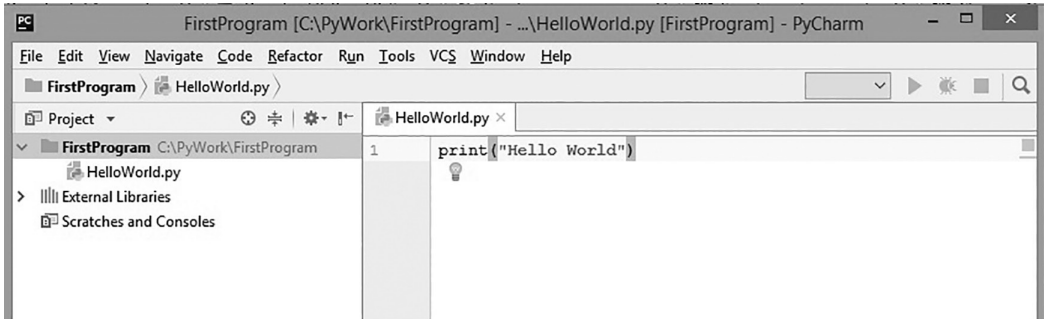 PC FirstProgram [C:\PyWork\FirstProgram] - ...\HelloWorld.py [FirstProgram] - PyCharm
File Edit View Navigate Code Refactor Run Tools VCS Window Help
FirstProgram HelloWorld.py
Project
HelloWorld.py
FirstProgram C:\PyWork\FirstProgram
1 print("Hello World")
HelloWorld.py
External Libraries
Scratches and Consoles